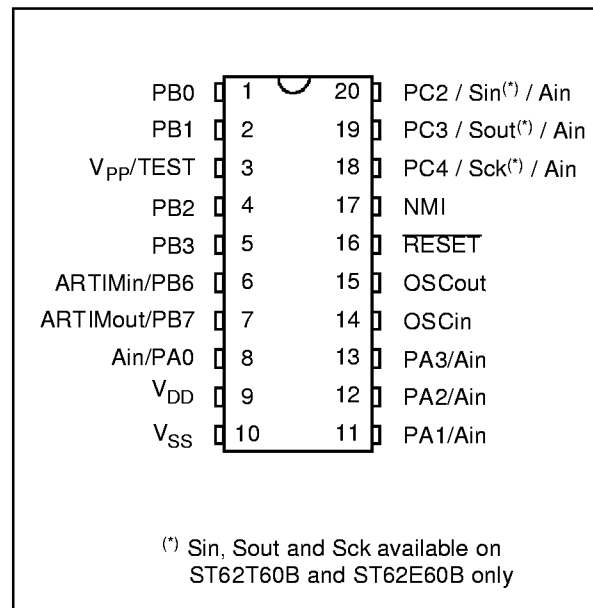 PB0 1 20 PC2 / Sin(*) / Ain
PB1 2 19 PC3 / Sout(*) / Ain
VPP/TEST 3 18 PC4 / Sck(*) / Ain
PB2 4 17 NMI
PB3 5 16 RESET
ARTIMin/PB6 6 15 OSCout
ARTIMout/PB7 7 14 OSCin
Ain/PA0 8 13 PA3/Ain
VDD 9 12 PA2/Ain
VSS 10 11 PA1/Ain
(*) Sin, Sout and Sck available on
ST62T60B and ST62E60B only